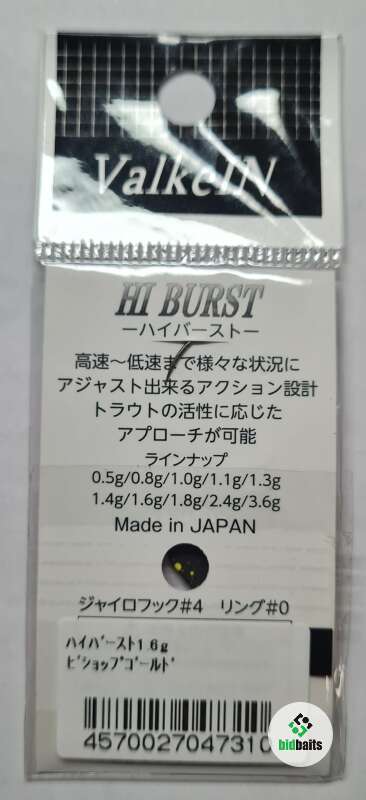 ValkeIN
HI BURST
ーハイバーストー
高速～低速まで様々な状況に
アジャスト出来るアクション設計
トラウトの活性に応じた
アプローチが可能
ラインナップ
0.5g/0.8g/1.0g/1.1g/1.3g
1.4g/1.6g/1.8g/2.4g/3.6g
Made in JAPAN
ジャイロフック#4 リング#0
ﾊｲﾊﾞｰｽﾄ1.6g
ﾋﾞｼｮｯﾌﾟｺﾞｰﾙﾄﾞ
457002704731
bidbaits